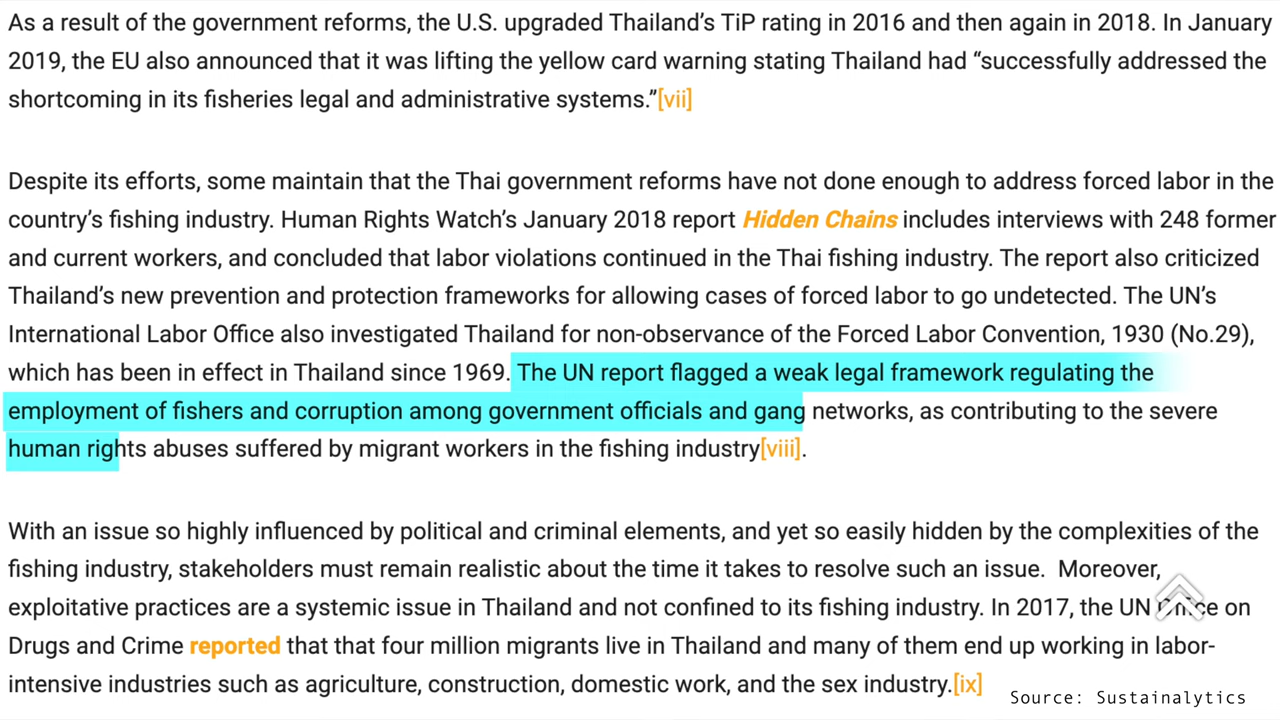 As a result of the government reforms, the U.S. upgraded Thailand's TiP rating in 2016 and then again in 2018. In January
2019, the EU also announced that it was lifting the yellow card warning stating Thailand had “successfully addressed the
shortcoming in its fisheries legal and administrative systems.”[vii]
Despite its efforts, some maintain that the Thai government reforms have not done enough to address forced labor in the
country's fishing industry. Human Rights Watch's January 2018 report Hidden Chains includes interviews with 248 former
and current workers, and concluded that labor violations continued in the Thai fishing industry. The report also criticized
Thailand's new prevention and protection frameworks for allowing cases of forced labor to go undetected. The UN's
International Labor Office also investigated Thailand for non-observance of the Forced Labor Convention, 1930 (No.29),
which has been in effect in Thailand since 1969. The UN report flagged a weak legal framework regulating the
employment of fishers and corruption among government officials and gang networks, as contributing to the severe
human rights abuses suffered by migrant workers in the fishing industry[viii].
With an issue so highly influenced by political and criminal elements, and yet so easily hidden by the complexities of the
fishing industry, stakeholders must remain realistic about the time it takes to resolve such an issue. Moreover,
exploitative practices are a systemic issue in Thailand and not confined to its fishing industry. In 2017, the UN Office on
Drugs and Crime reported that that four million migrants live in Thailand and many of them end up working in labor-
intensive industries such as agriculture, construction, domestic work, and the sex industry.[ix]
Source: Sustainalytics